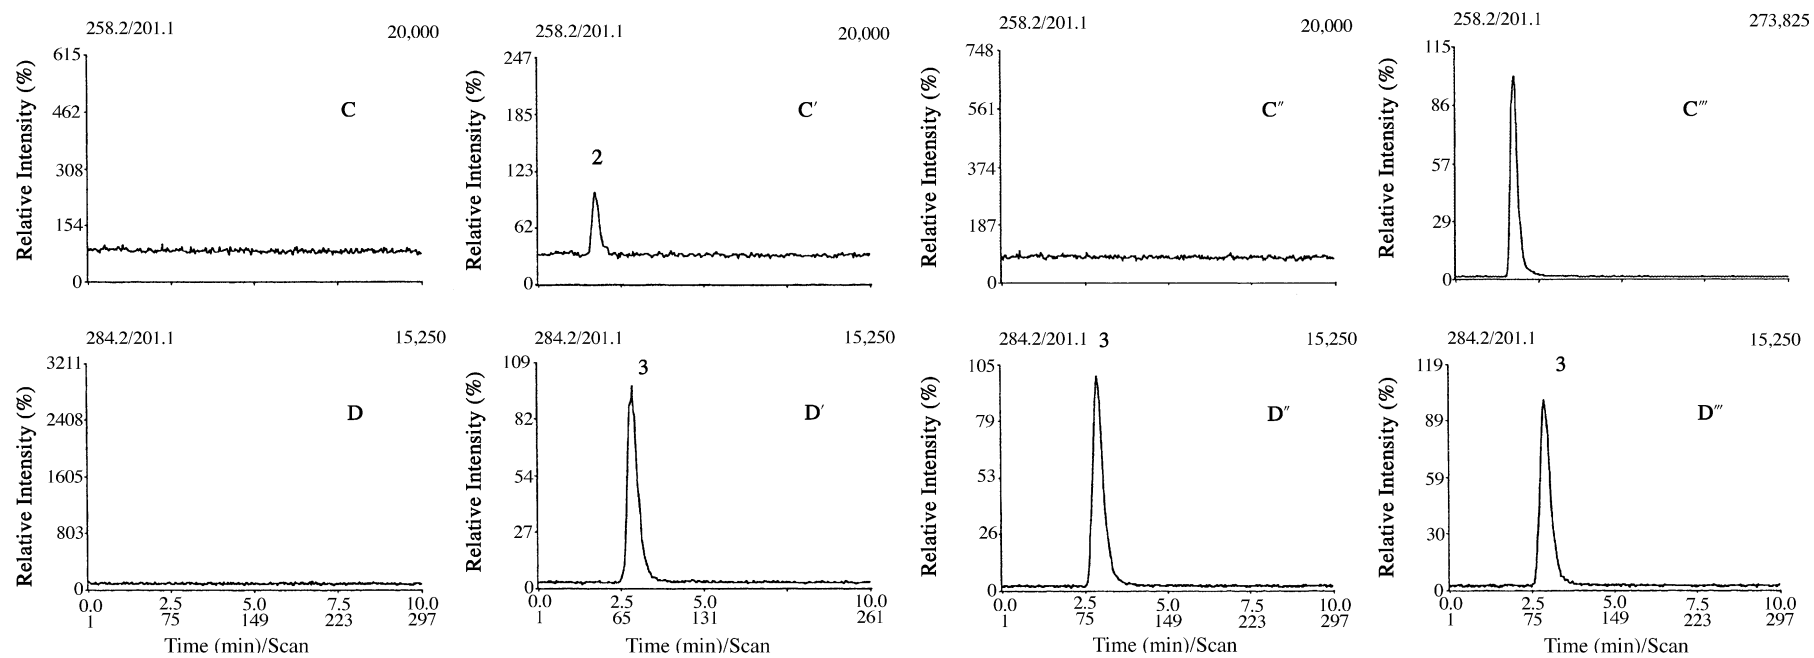 258.2/201.1 20,000
Relative Intensity (%)
615
462
308
154
0
C
258.2/201.1 20,000
Relative Intensity (%)
247
185
123
62
0
2
C′
258.2/201.1 20,000
Relative Intensity (%)
748
561
374
187
0
C″
258.2/201.1 273,825
Relative Intensity (%)
115
86
57
29
0
C‴
284.2/201.1 15,250
Relative Intensity (%)
3211
2408
1605
803
0
D
0.0 2.5 5.0 7.5 10.0
1 75 149 223 297
Time (min)/Scan
284.2/201.1 15,250
Relative Intensity (%)
109
82
54
27
0
3
D′
0.0 2.5 5.0 10.0
1 65 131 261
Time (min)/Scan
284.2/201.1 3 15,250
Relative Intensity (%)
105
79
53
26
0
D″
0.0 2.5 5.0 7.5 10.0
1 75 149 223 297
Time (min)/Scan
284.2/201.1 15,250
Relative Intensity (%)
119
89
59
30
0
3
D‴
0.0 2.5 5.0 7.5 10.0
1 75 149 223 297
Time (min)/Scan